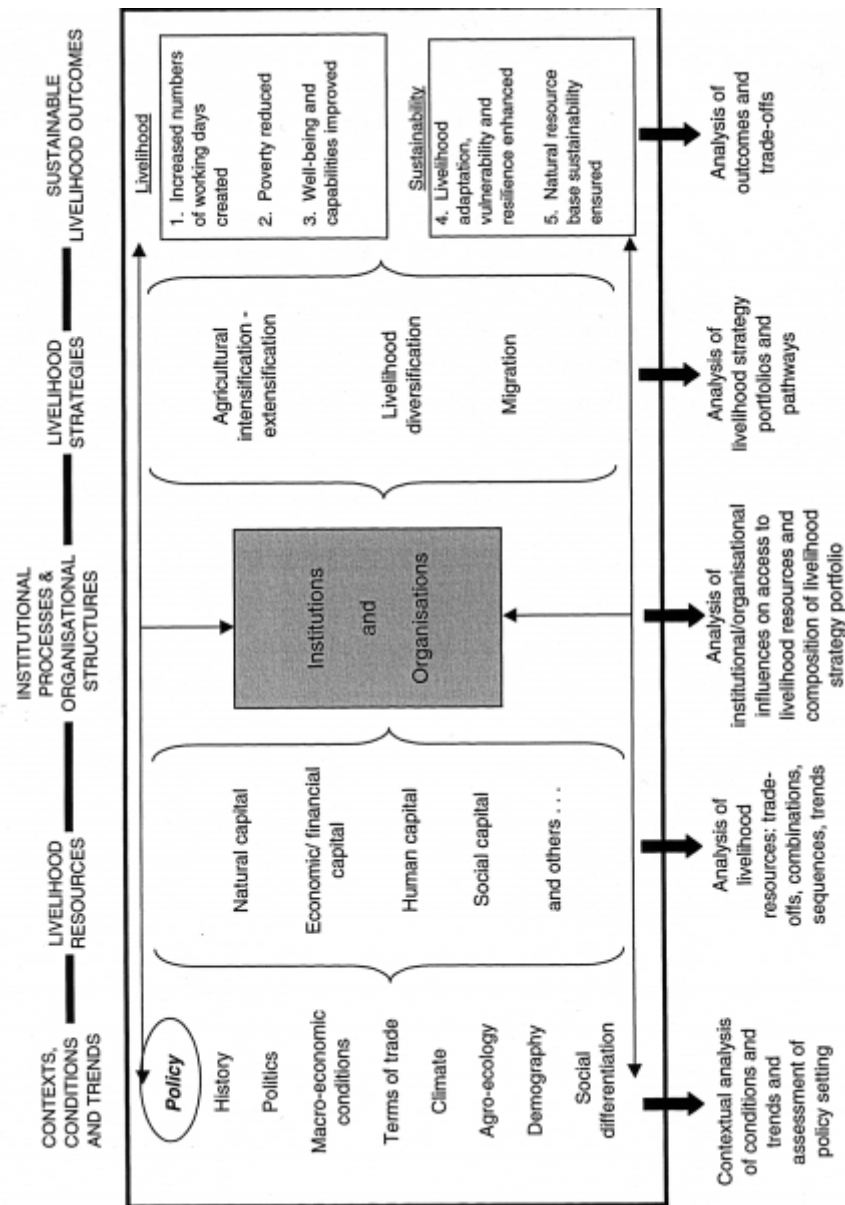 CONTEXTS,
CONDITIONS
AND TRENDS
LIVELIHOOD
RESOURCES
INSTITUTIONAL
PROCESSES &
ORGANISATIONAL
STRUCTURES
LIVELIHOOD
STRATEGIES
SUSTAINABLE
LIVELIHOOD OUTCOMES
Policy
History
Politics
Macro-economic
conditions
Terms of trade
Climate
Agro-ecology
Demography
Social
differentiation
Natural capital
Economic/ financial
capital
Human capital
Social capital
and others . . .
Institutions
and
Organisations
Agricultural
intensification -
extensification
Livelihood
diversification
Migration
Livelihood
1. Increased numbers
of working days
created
2. Poverty reduced
3. Well-being and
capabilities improved
Sustainability
4. Livelihood
adaptation,
vulnerability and
resilience enhanced
5. Natural resource
base sustainability
ensured
Contextual analysis
of conditions and
trends and
assessment of
policy setting
Analysis of
livelihood
resources: trade-
offs, combinations,
sequences, trends
Analysis of
institutional/organisational
influences on access to
livelihood resources and
composition of livelihood
strategy portfolio
Analysis of
livelihood strategy
portfolios and
pathways
Analysis of
outcomes and
trade-offs